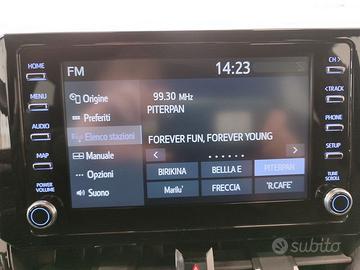 HOME
MENU
AUDIO
MAP
POWER
VOLUME
FM
14:23
Origine
Preferiti
Elenco stazioni
Manuale
Opzioni
Suono
99.30 MHz
PITERPAN
FOREVER FUN, FOREVER YOUNG
BIRIKINA
BELLLA E
PITERPAN
Marilu'
FRECCIA
'R.CAFE'
CH >
< TRACK
PHONE
SETUP
TUNE
SCROLL
subito